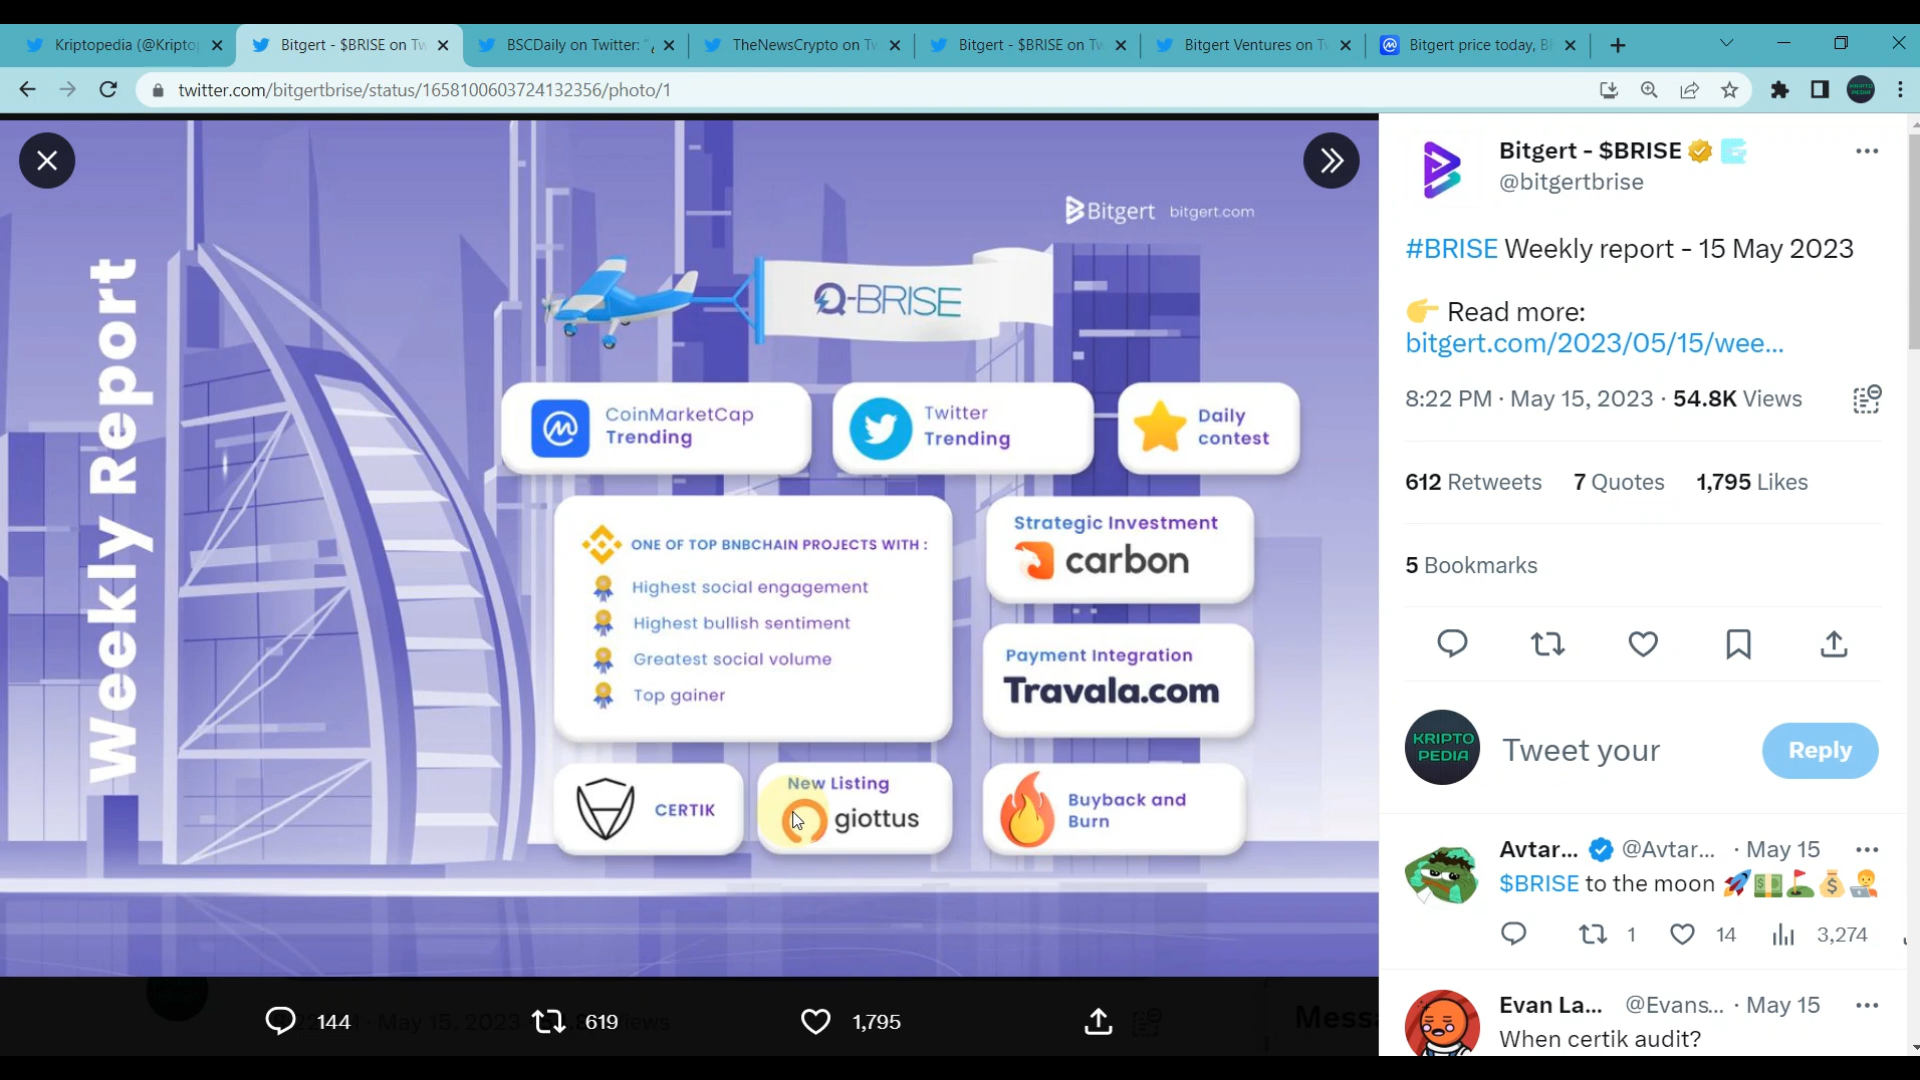 Kriptopedia (@Kripto
Bitgert - $BRISE on Tw
BSCDaily on Twitter: "
TheNewsCrypto on Tw
Bitgert - $BRISE on Tw
Bitgert Ventures on T
Bitgert price today, B
twitter.com/bitgertbrise/status/1658100603724132356/photo/1
Weekly Report
Bitgert bitgert.com
Q-BRISE
CoinMarketCap
Trending
Twitter
Trending
Daily
contest
ONE OF TOP BNBCHAIN PROJECTS WITH :
Highest social engagement
Highest bullish sentiment
Greatest social volume
Top gainer
Strategic Investment
carbon
Payment Integration
Travala.com
CERTIK
New Listing
giottus
Buyback and
Burn
144
619
1,795
Bitgert - $BRISE
@bitgertbrise
#BRISE Weekly report - 15 May 2023
👉 Read more:
bitgert.com/2023/05/15/wee...
8:22 PM · May 15, 2023 · 54.8K Views
612 Retweets 7 Quotes 1,795 Likes
5 Bookmarks
KRIPTO
PEDIA
Tweet your
Reply
Avtar... @Avtar... · May 15
$BRISE to the moon 🚀💵⛳💰🧑‍💻
1 14 3,274
Evan La... @Evans... · May 15
When certik audit?